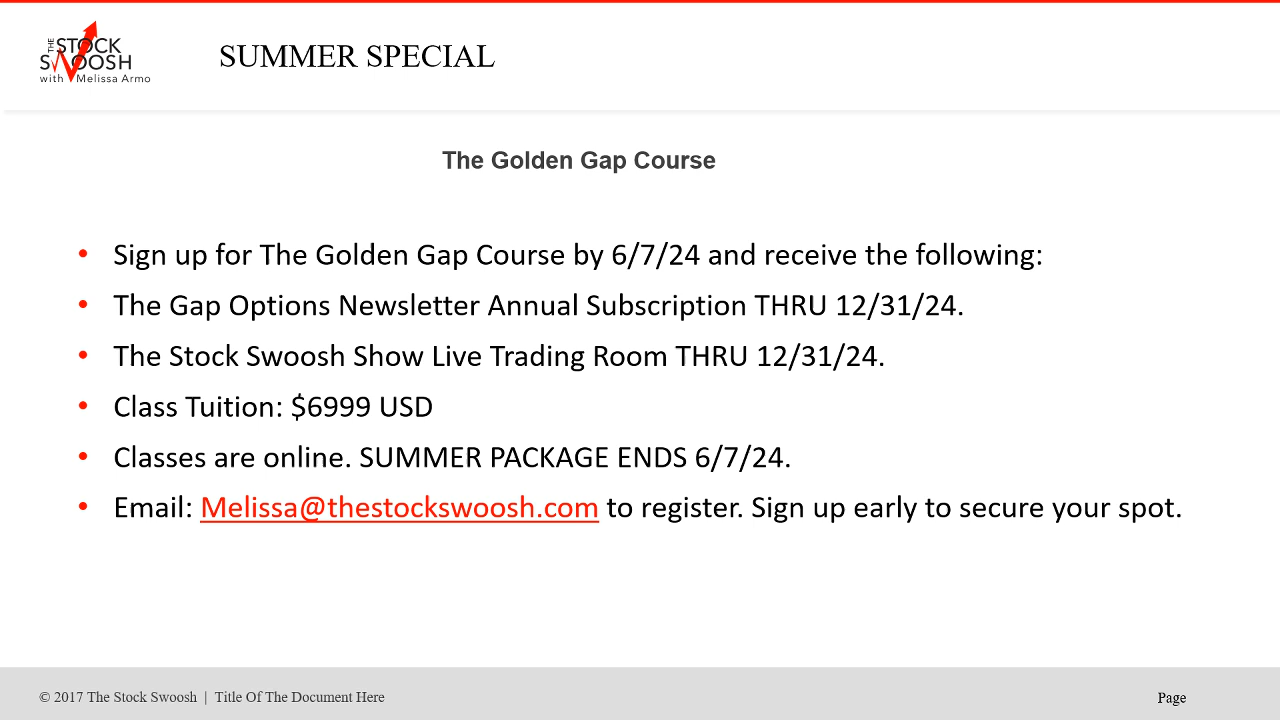 THE
STOCK
SWOOSH
with Melissa Armo
SUMMER SPECIAL
The Golden Gap Course
• Sign up for The Golden Gap Course by 6/7/24 and receive the following:
• The Gap Options Newsletter Annual Subscription THRU 12/31/24.
• The Stock Swoosh Show Live Trading Room THRU 12/31/24.
• Class Tuition: $6999 USD
• Classes are online. SUMMER PACKAGE ENDS 6/7/24.
• Email: Melissa@thestockswoosh.com to register. Sign up early to secure your spot.
© 2017 The Stock Swoosh | Title Of The Document Here
Page